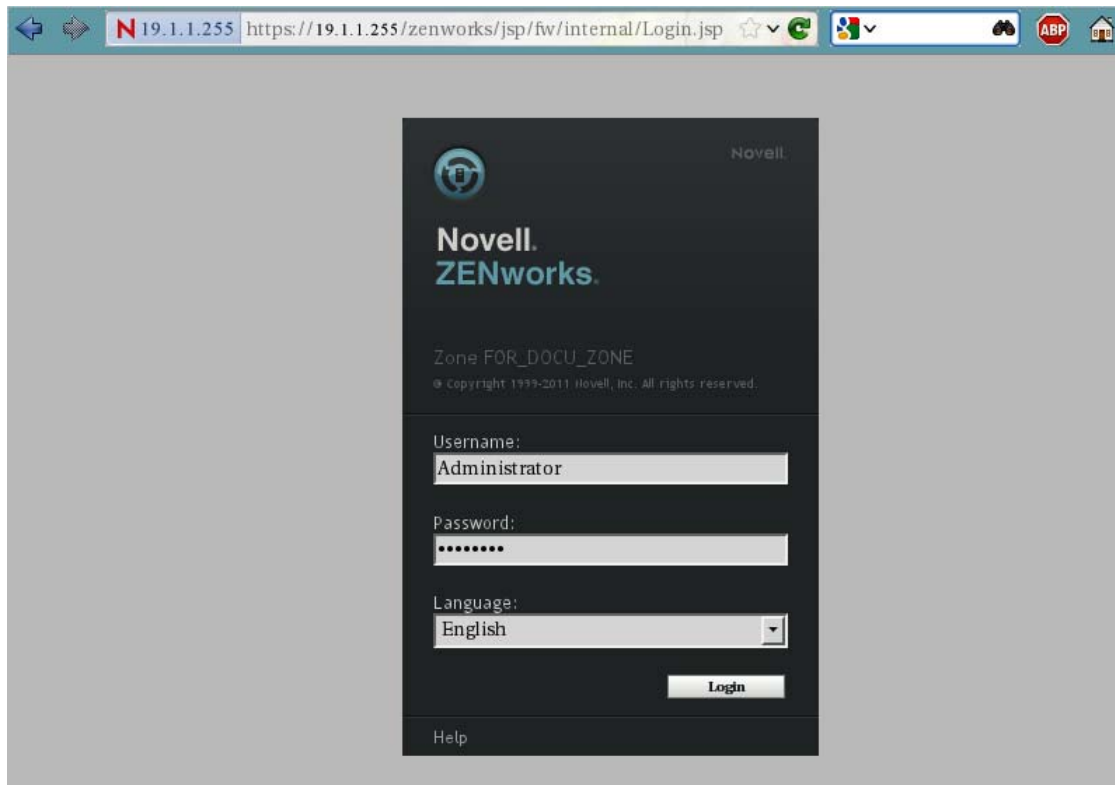 N 19.1.1.255 https://19.1.1.255/zenworks/jsp/fw/internal/Login.jsp
ABP
Novell.
Novell.
ZENworks.
Zone FOR_DOCU_ZONE
© Copyright 1999-2011 Novell, Inc. All rights reserved.
Username:
Administrator
Password:
••••••••
Language:
English
Login
Help